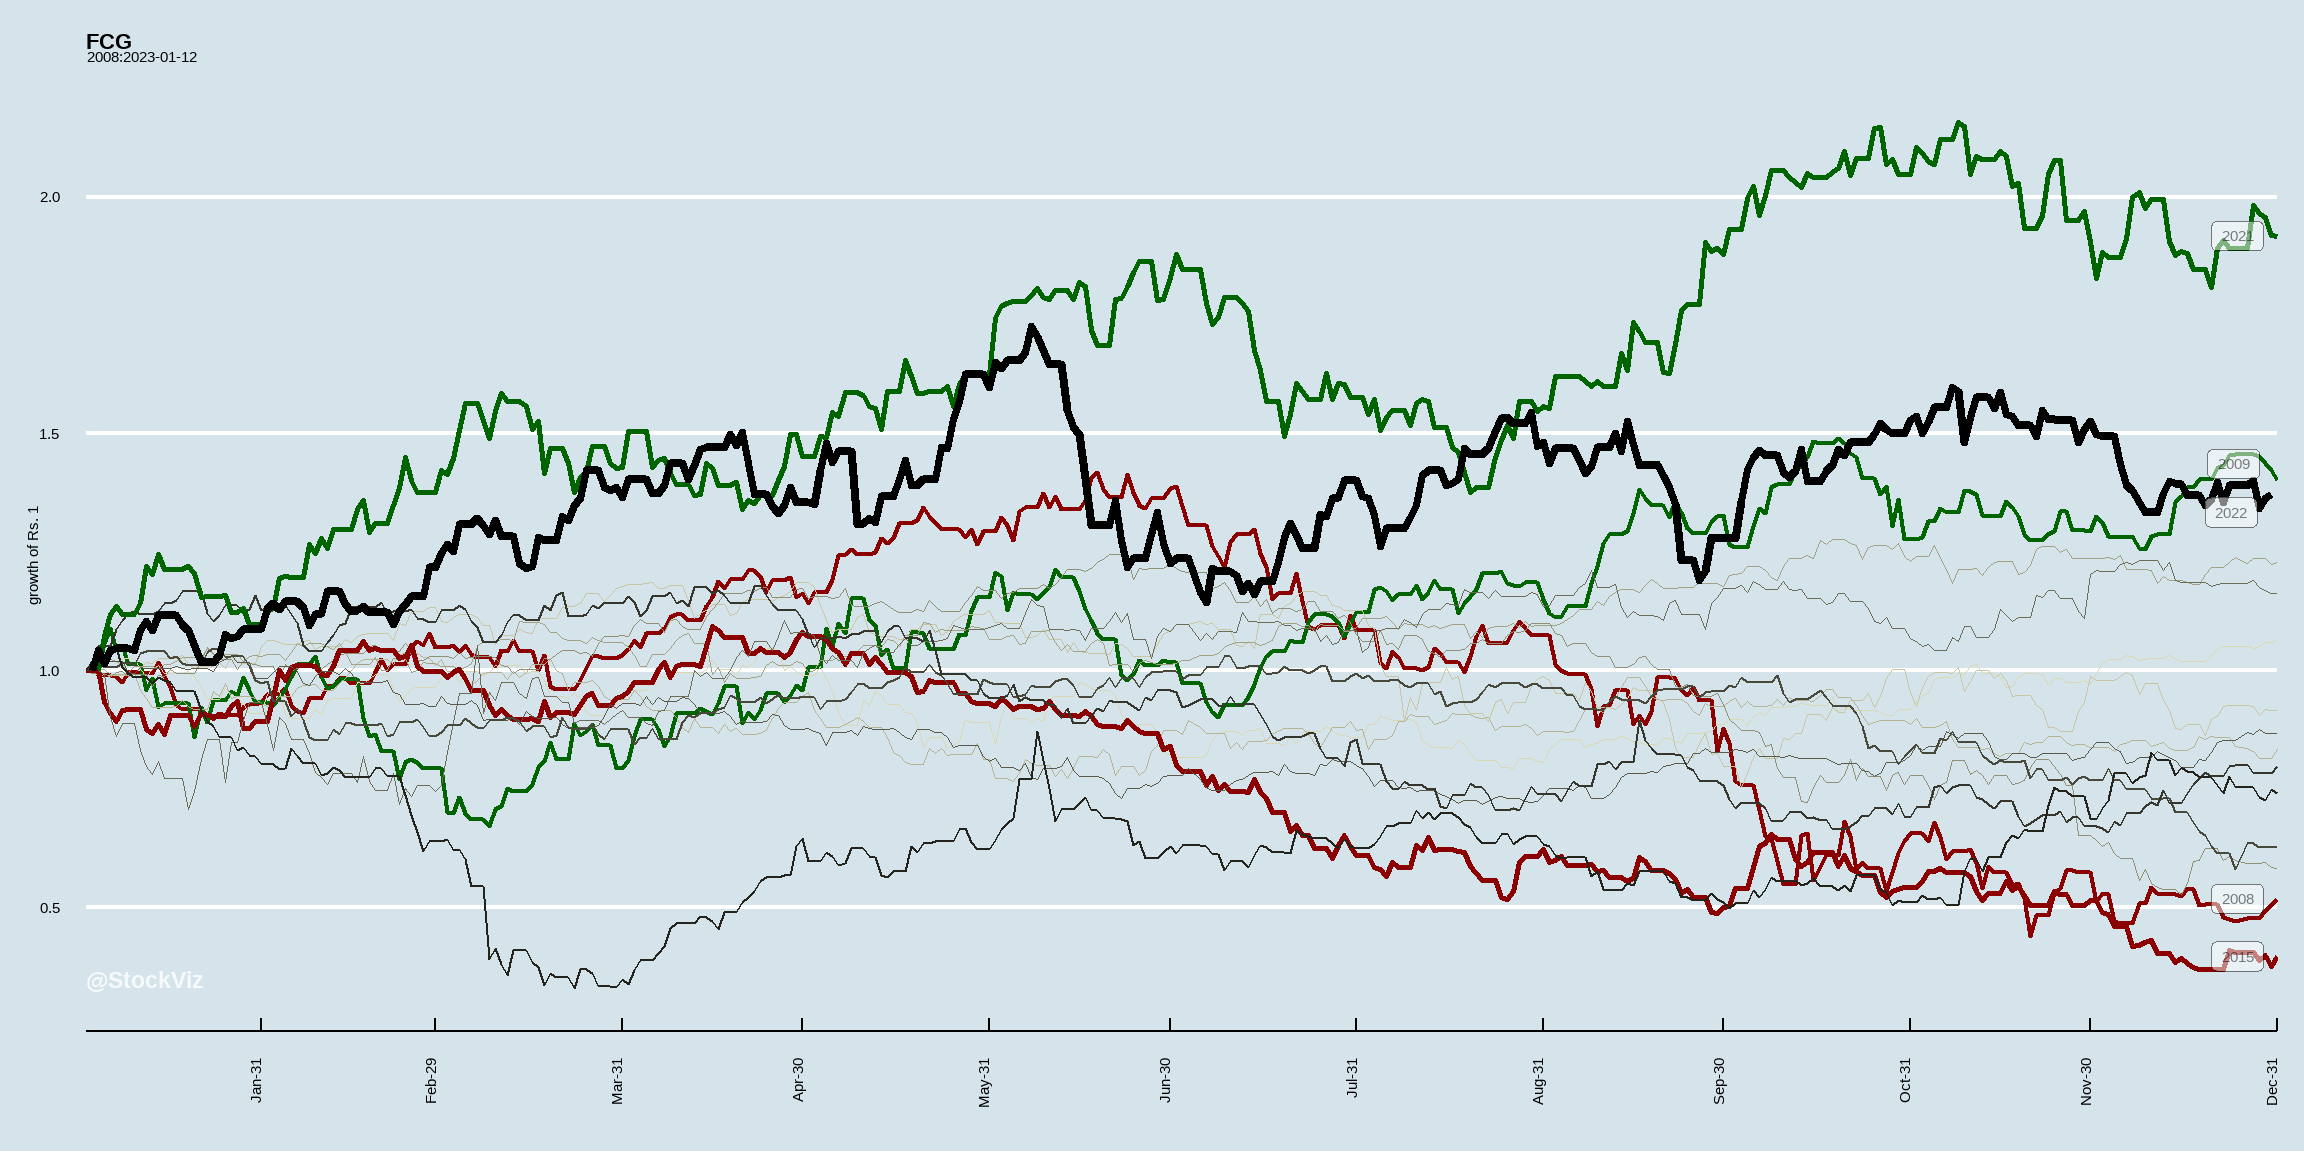 FCG
2008:2023-01-12
growth of Rs. 1
2.0
1.5
1.0
0.5
2021
2009
2022
2008
2015
@StockViz
Jan-31
Feb-29
Mar-31
Apr-30
May-31
Jun-30
Jul-31
Aug-31
Sep-30
Oct-31
Nov-30
Dec-31